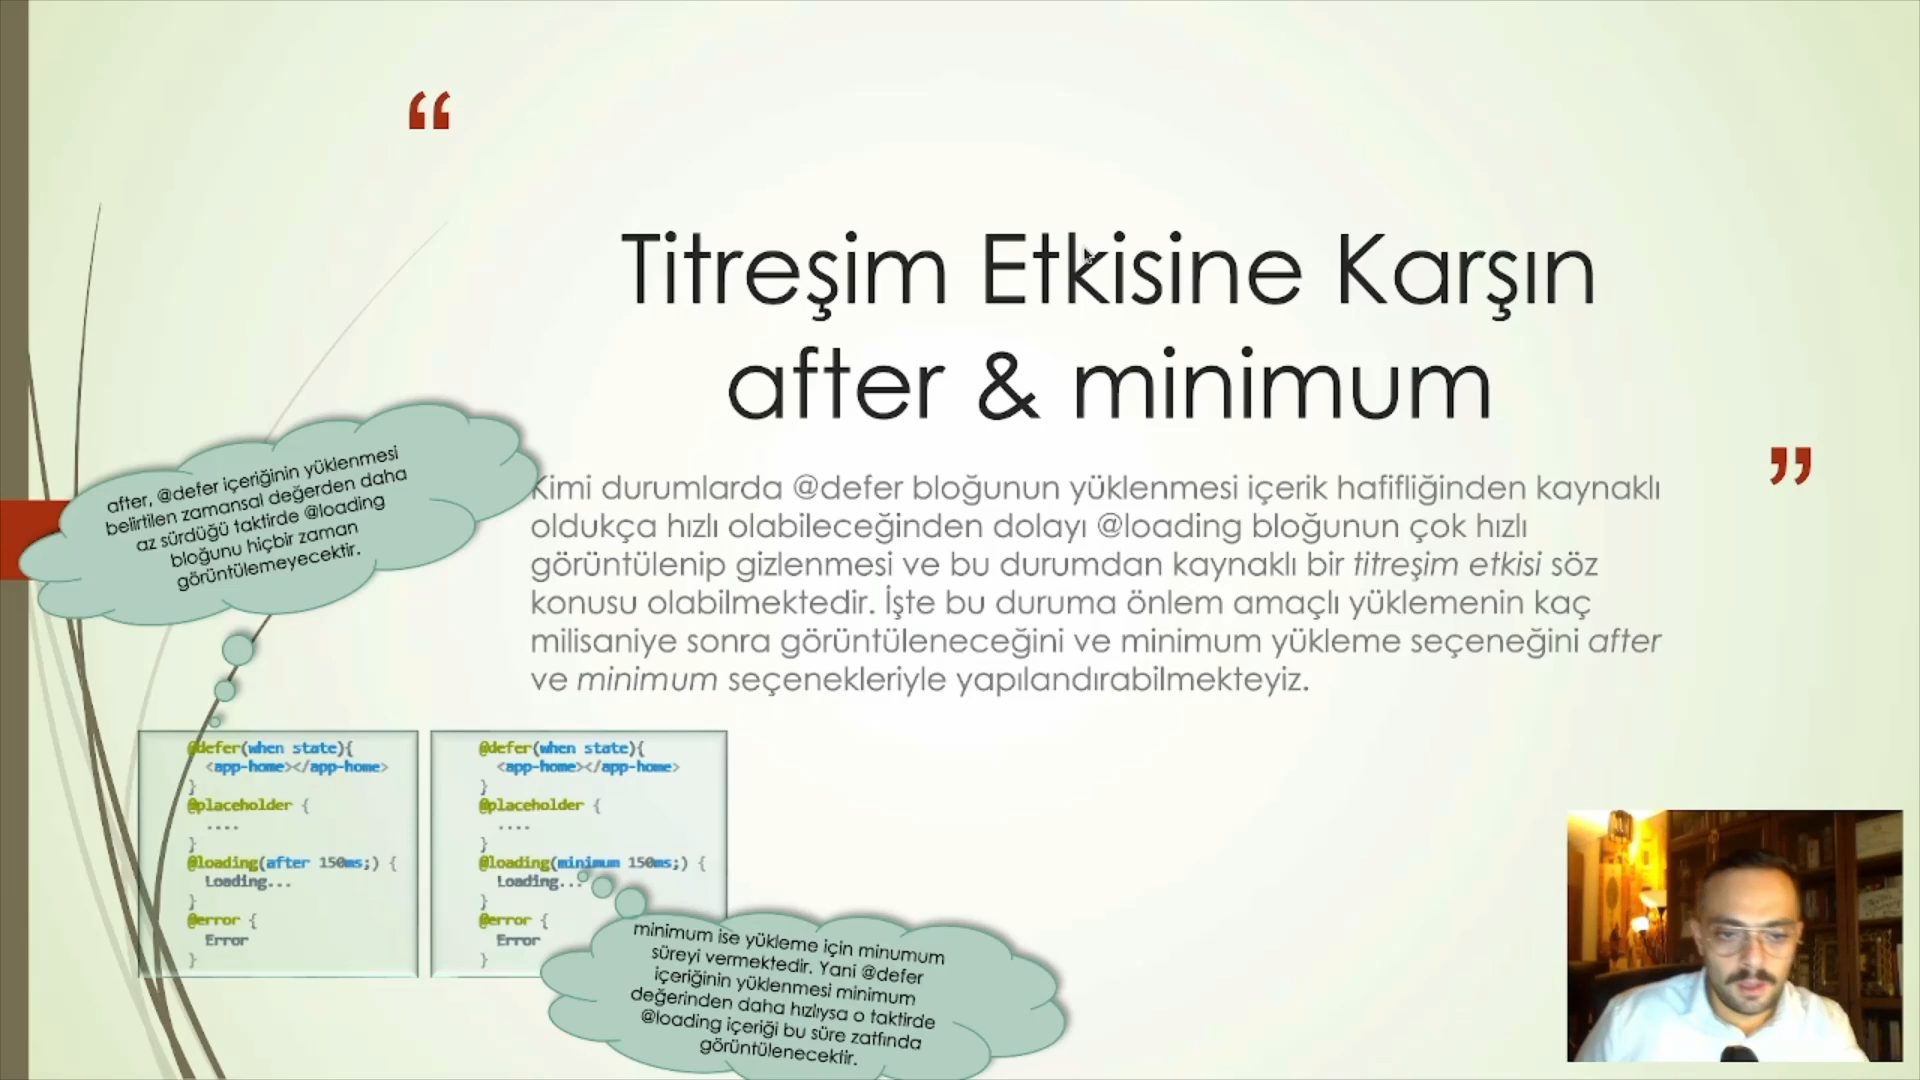 “
Titreşim Etkisine Karşın
after & minimum
”
Kimi durumlarda @defer bloğunun yüklenmesi içerik hafifliğinden kaynaklı
oldukça hızlı olabileceğinden dolayı @loading bloğunun çok hızlı
görüntülenip gizlenmesi ve bu durumdan kaynaklı bir titreşim etkisi söz
konusu olabilmektedir. İşte bu duruma önlem amaçlı yüklemenin kaç
milisaniye sonra görüntüleneceğini ve minimum yükleme seçeneğini after
ve minimum seçenekleriyle yapılandırabilmekteyiz.
after, @defer içeriğinin yüklenmesi
belirtilen zamansal değerden daha
az sürdüğü taktirde @loading
bloğunu hiçbir zaman
görüntülemeyecektir.
@defer(when state){
<app-home></app-home>
}
@placeholder {
....
}
@loading(after 150ms;) {
Loading...
}
@error {
Error
}
@defer(when state){
<app-home></app-home>
}
@placeholder {
....
}
@loading(minimum 150ms;) {
Loading...
}
@error {
Error
}
minimum ise yükleme için minumum
süreyi vermektedir. Yani @defer
içeriğinin yüklenmesi minimum
değerinden daha hızlıysa o taktirde
@loading içeriği bu süre zatfında
görüntülenecektir.